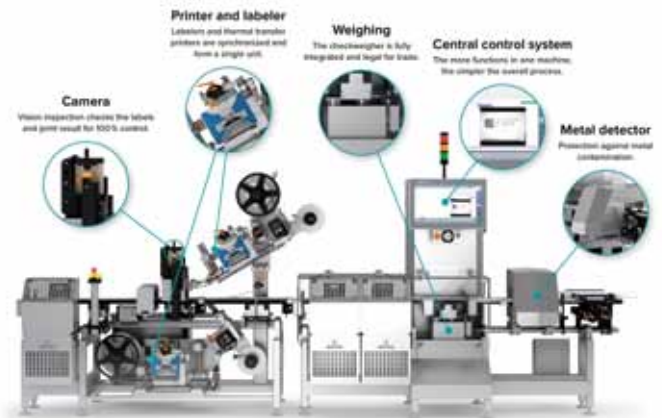 Printer and labeler
Labelers and thermal transfer
printers are synchronized and
form a single unit.
Weighing
The checkweigher is fully
integrated and legal for trade.
Central control system
The more functions in one machine,
the simpler the overall process.
Camera
Vision inspection checks the labels
and print result for 100% control.
Metal detector
Protection against metal
contamination.